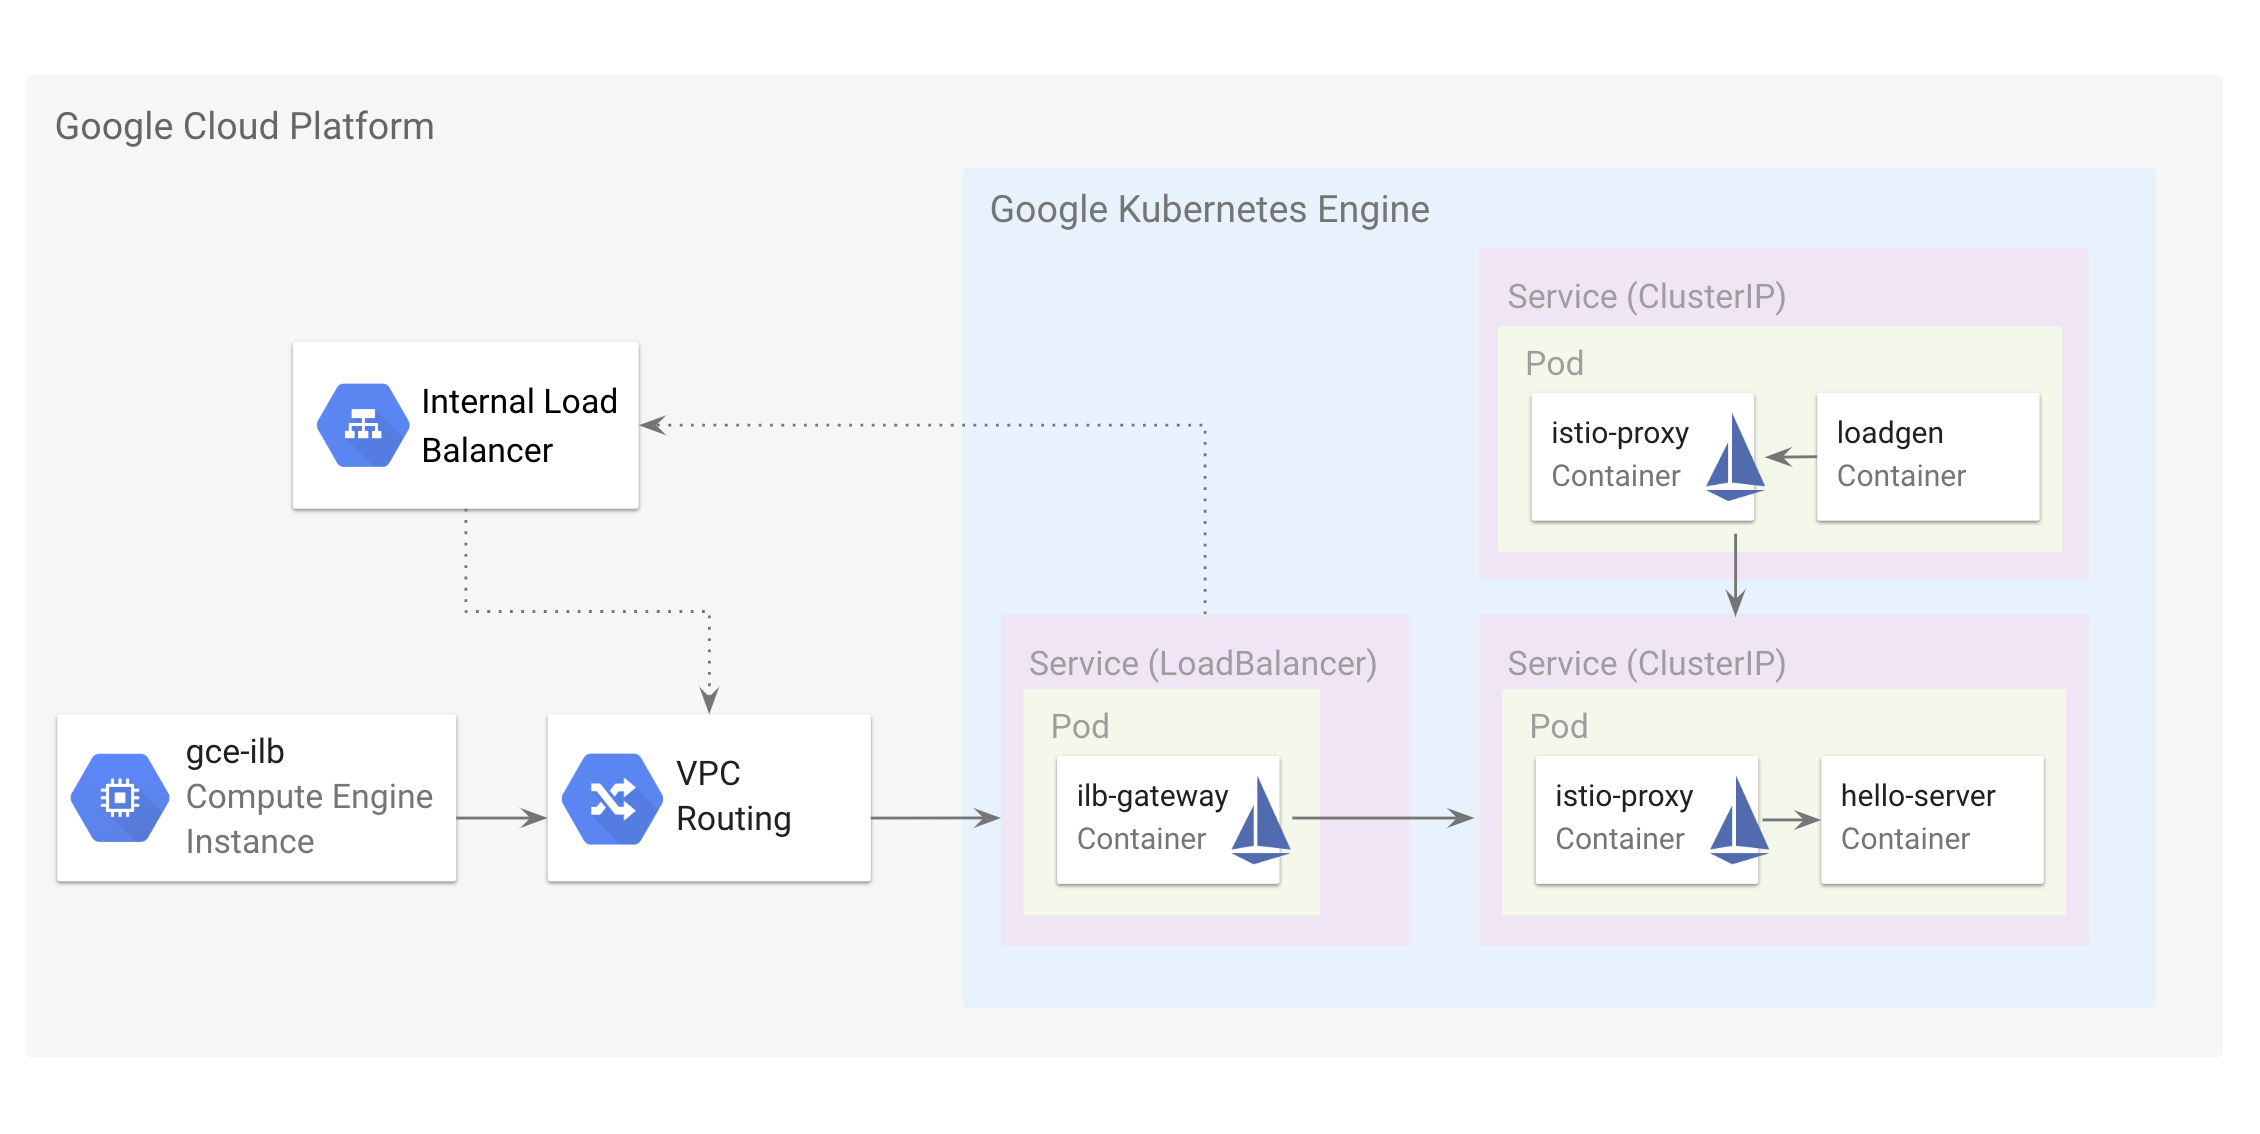 Google Cloud Platform
Google Kubernetes Engine
Service (ClusterIP)
Pod
istio-proxy
Container
loadgen
Container
Internal Load
Balancer
Service (LoadBalancer)
Pod
ilb-gateway
Container
Service (ClusterIP)
Pod
istio-proxy
Container
hello-server
Container
gce-ilb
Compute Engine
Instance
VPC
Routing